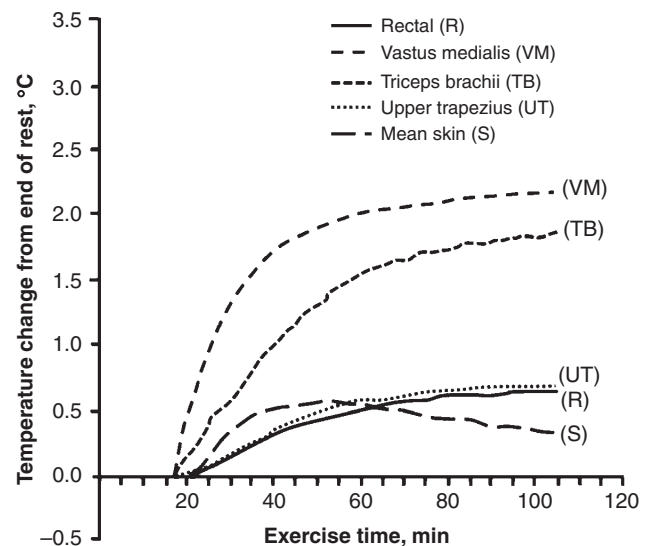 3.5
3.0
2.5
2.0
1.5
1.0
0.5
0.0
–0.5
Temperature change from end of rest, °C
Rectal (R)
Vastus medialis (VM)
Triceps brachii (TB)
Upper trapezius (UT)
Mean skin (S)
(VM)
(TB)
(UT)
(R)
(S)
20 40 60 80 100 120
Exercise time, min